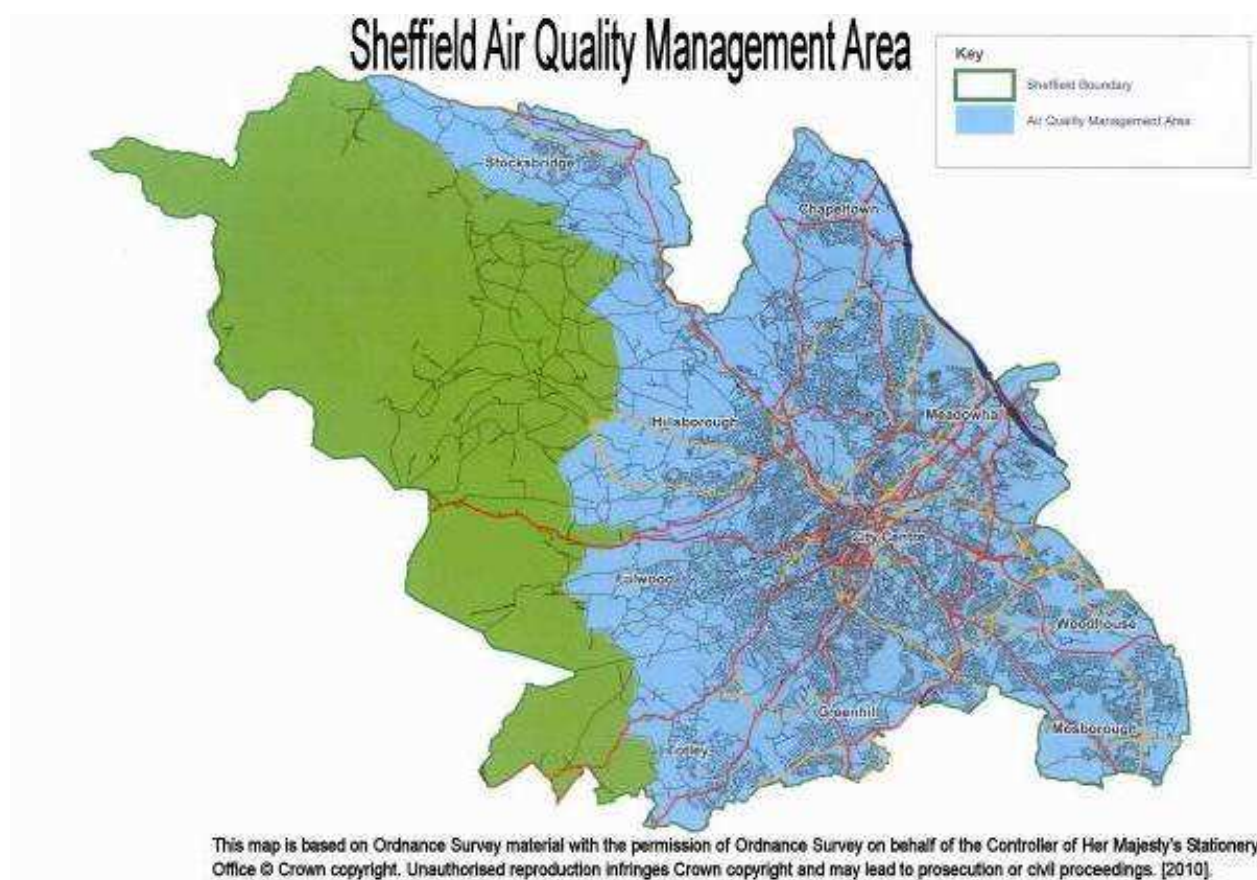 Sheffield Air Quality Management Area
Key
Sheffield Boundary
Air Quality Management Area
Stocksbridge
Chapeltown
Hillsborough
Meadowhal
City Centre
Fulwood
Woodhouse
Greenhill
Mosborough
Totley
This map is based on Ordnance Survey material with the permission of Ordnance Survey on behalf of the Controller of Her Majesty's Stationery
Office © Crown copyright. Unauthorised reproduction infringes Crown copyright and may lead to prosecution or civil proceedings. [2010].